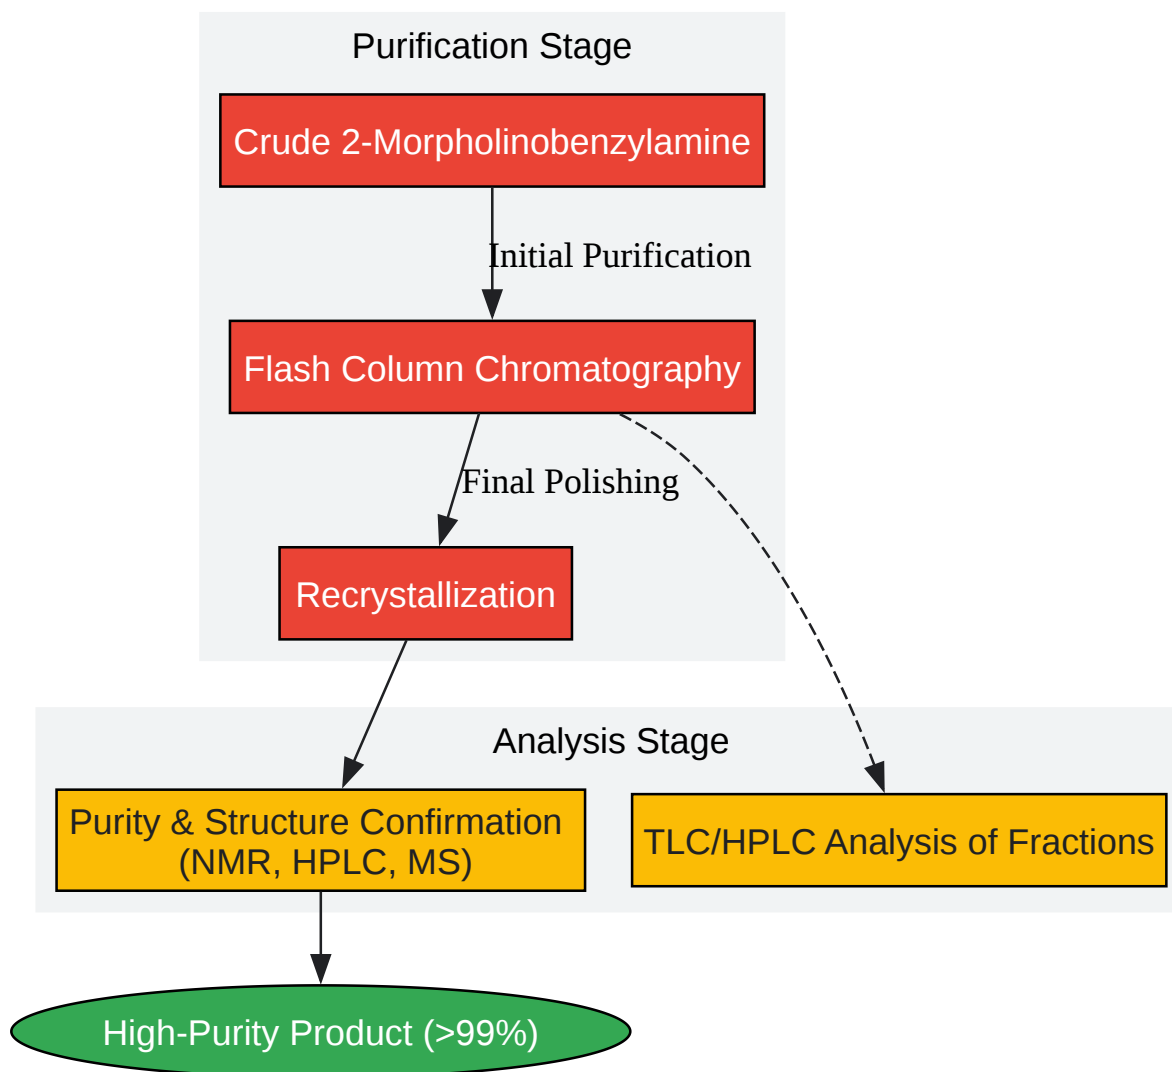 Purification Stage
Crude 2-Morpholinobenzylamine
Initial Purification
Flash Column Chromatography
Final Polishing
Recrystallization
Analysis Stage
Purity & Structure Confirmation
(NMR, HPLC, MS)
TLC/HPLC Analysis of Fractions
High-Purity Product (>99%)